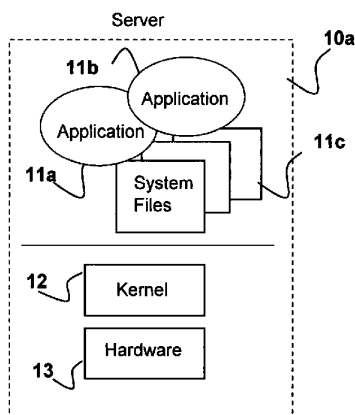 Server
10a
11b
Application
Application
11c
11a
System
Files
12
Kernel
Hardware
13